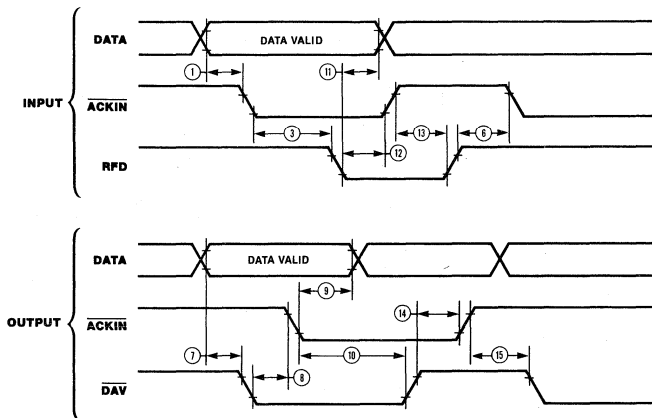 DATA
DATA VALID
1
11
INPUT
ACKIN
3
13
6
12
RFD
DATA
DATA VALID
9
OUTPUT
ACKIN
14
10
15
7
8
DAV